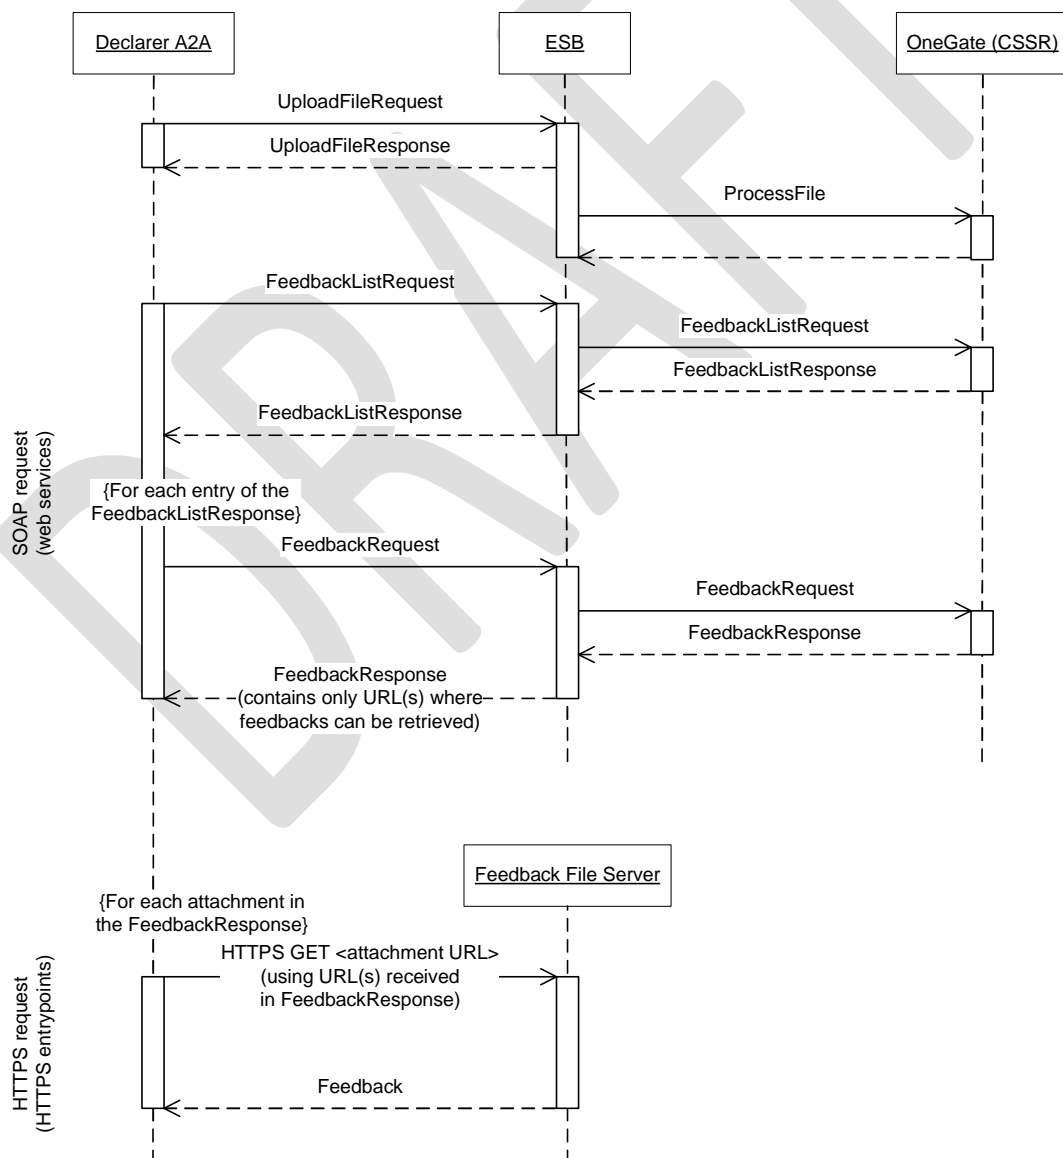 Declarer A2A
ESB
OneGate (CSSR)
UploadFileRequest
UploadFileResponse
ProcessFile
FeedbackListRequest
FeedbackListRequest
FeedbackListResponse
FeedbackListResponse
SOAP request
(web services)
{For each entry of the
FeedbackListResponse}
FeedbackRequest
FeedbackRequest
FeedbackResponse
FeedbackResponse
(contains only URL(s) where
feedbacks can be retrieved)
Feedback File Server
{For each attachment in
the FeedbackResponse}
HTTPS GET <attachment URL>
(using URL(s) received
in FeedbackResponse)
HTTPS request
(HTTPS entrypoints)
Feedback
DRAFT